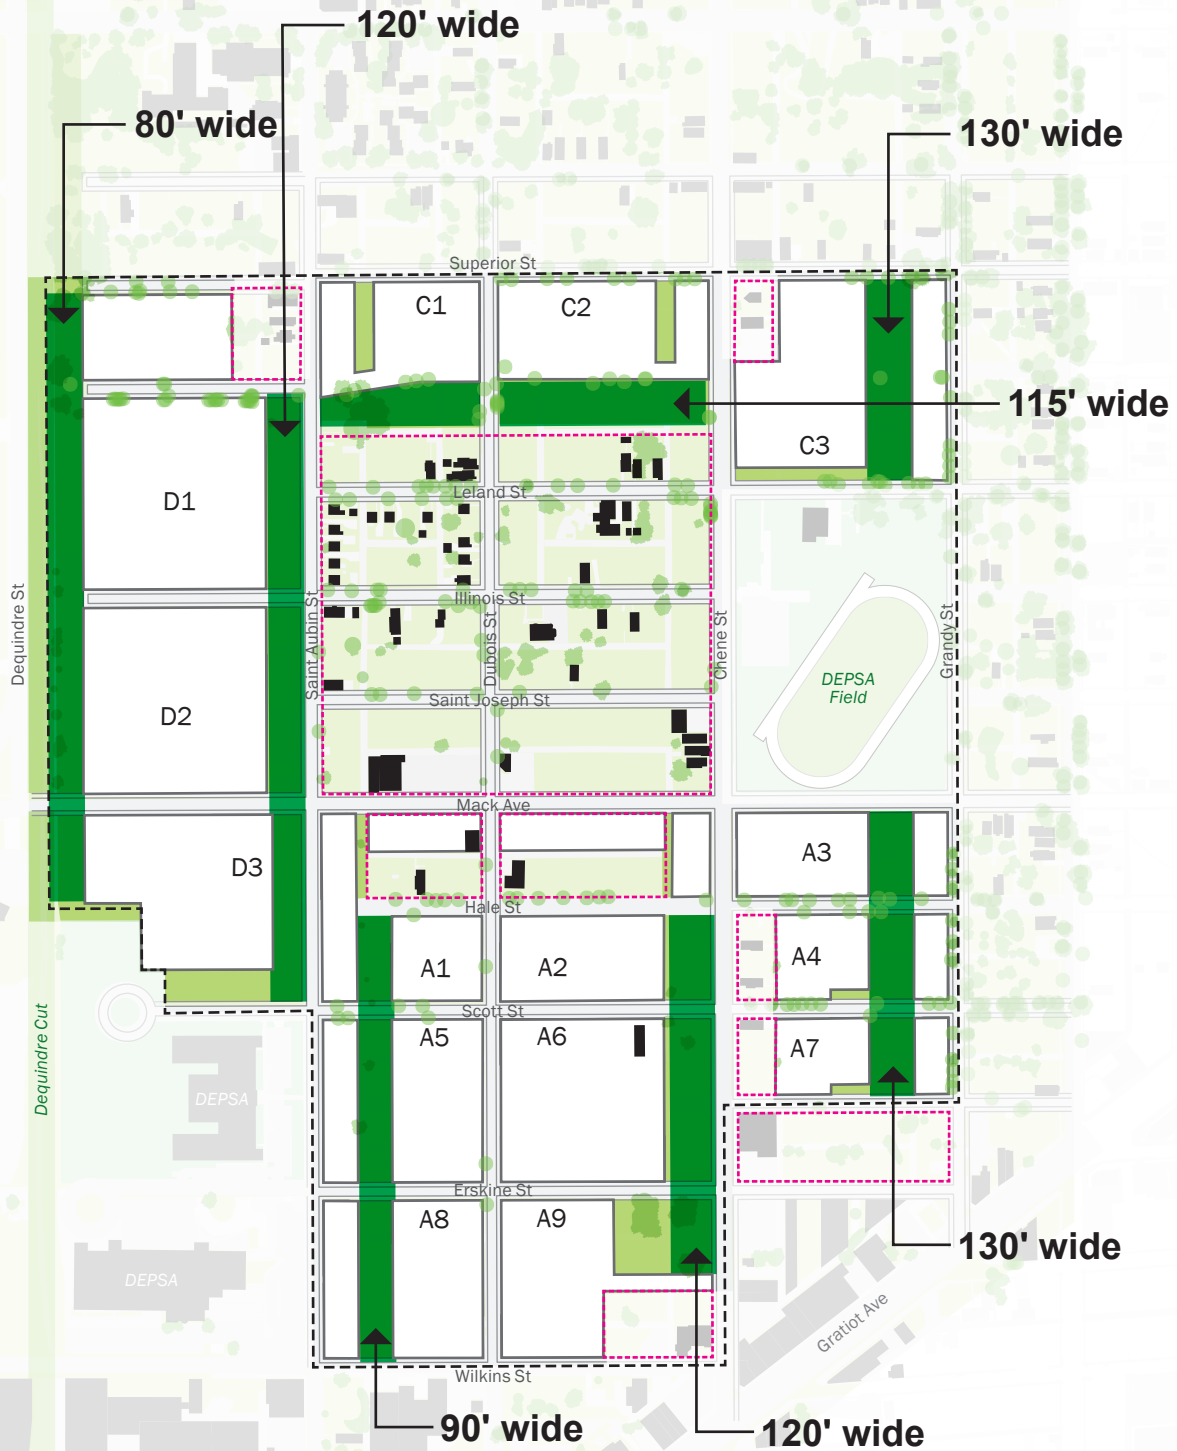 120' wide
80' wide
130' wide
Superior St
C1
C2
115' wide
C3
Leland St
D1
Illinois St
Dequindre St
Saint Aubin St
Dubois St
Chene St
Grandy St
DEPSA
Field
Saint Joseph St
D2
Mack Ave
D3
A3
Hale St
A1
A2
A4
Scott St
A5
A6
A7
Dequindre Cut
DEPSA
Erskine St
A8
A9
130' wide
DEPSA
Gratiot Ave
Wilkins St
90' wide
120' wide